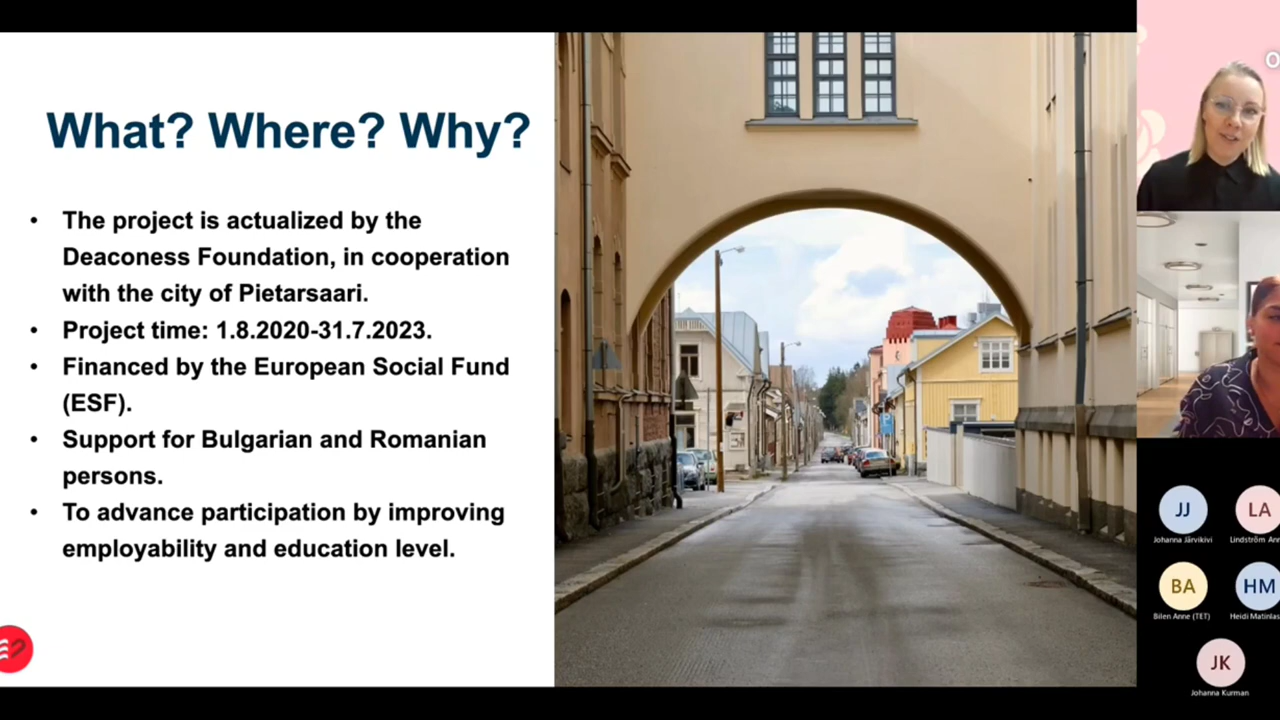 What? Where? Why?
• The project is actualized by the
Deaconess Foundation, in cooperation
with the city of Pietarsaari.
• Project time: 1.8.2020-31.7.2023.
• Financed by the European Social Fund
(ESF).
• Support for Bulgarian and Romanian
persons.
• To advance participation by improving
employability and education level.
O
JJ
LA
Johanna Järvikivi
Lindström Ann
BA
HM
Bilen Anne (TET)
Heidi Matinlas
JK
Johanna Kurman
P